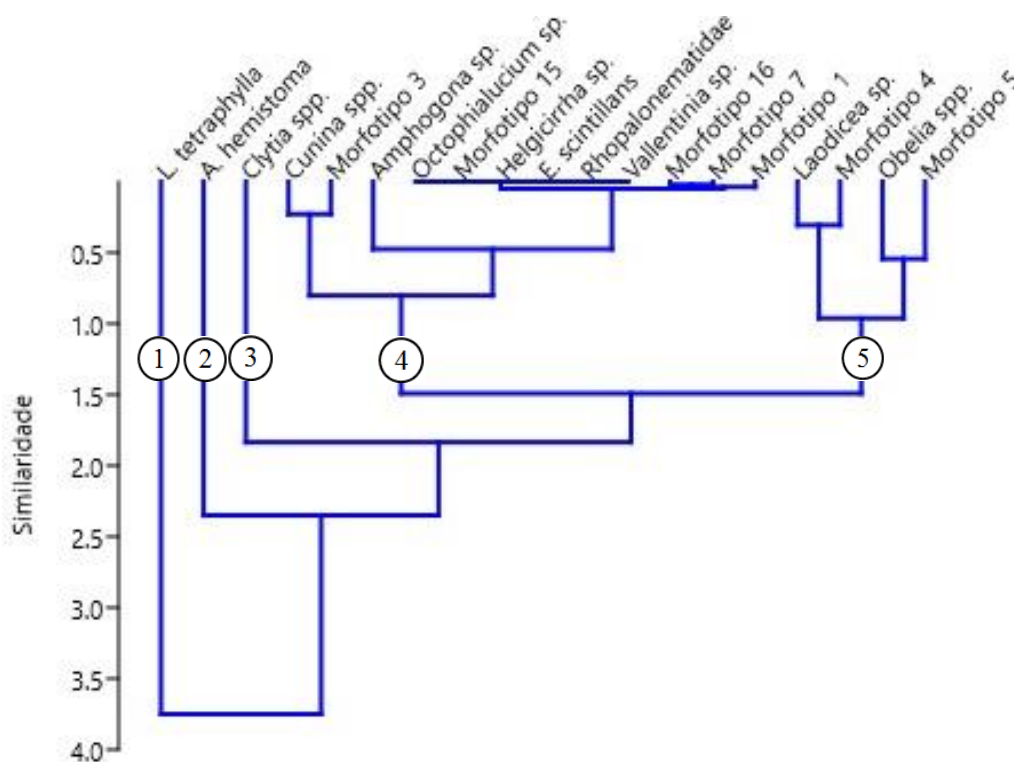 L. tetraphylla
A. hemistoma
Clytia spp.
Cunina spp.
Morfotipo 3
Amphogona sp.
Octophialucium sp.
Morfotipo 15
Helgicirrha sp.
E. scintillans
Rhopalonematidae
Vallentinia sp.
Morfotipo 16
Morfotipo 7
Morfotipo 1
Laodicea sp.
Morfotipo 4
Obelia spp.
Morfotipo 5
0.5
1.0
1.5
2.0
2.5
3.0
3.5
4.0
Similaridade
1
2
3
4
5